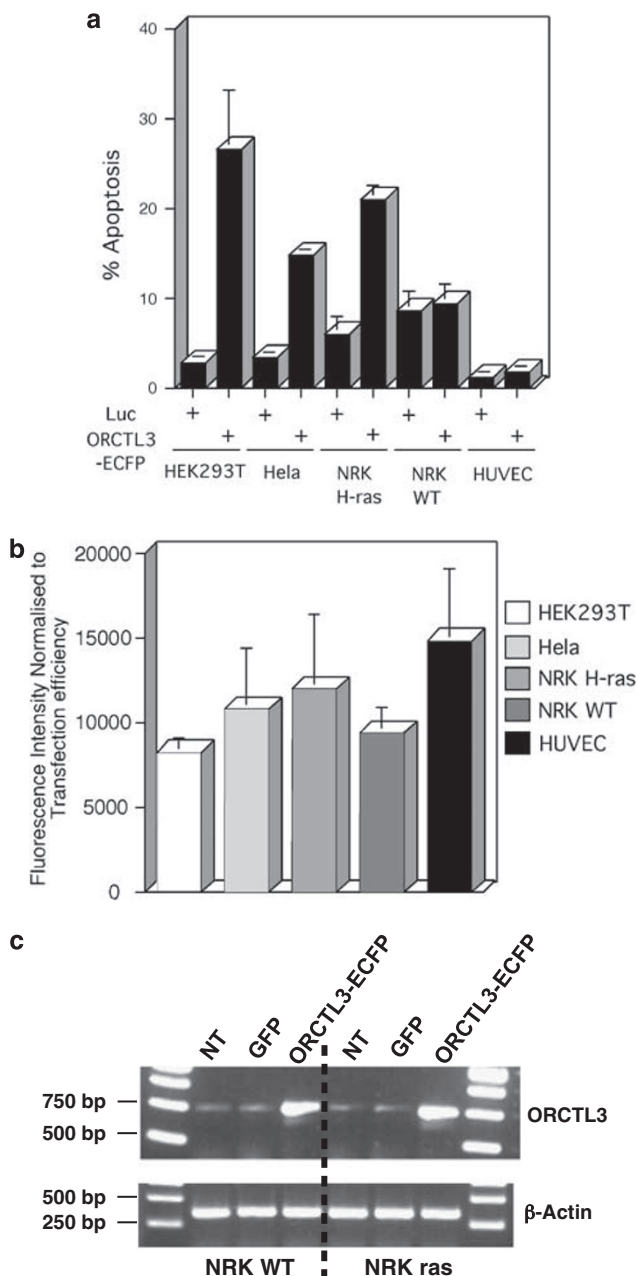 a
40
30
20
10
0
% Apoptosis
Luc + + + + +
ORCTL3 + + + + +
-ECFP
HEK293T Hela NRK NRK HUVEC
H-ras WT
b
20000
15000
10000
5000
0
Fluorescence Intensity Normalised to
Transfection efficiency
HEK293T
Hela
NRK H-ras
NRK WT
HUVEC
c
NT GFP ORCTL3-ECFP NT GFP ORCTL3-ECFP
750 bp
500 bp
ORCTL3
500 bp
250 bp
β-Actin
NRK WT NRK ras